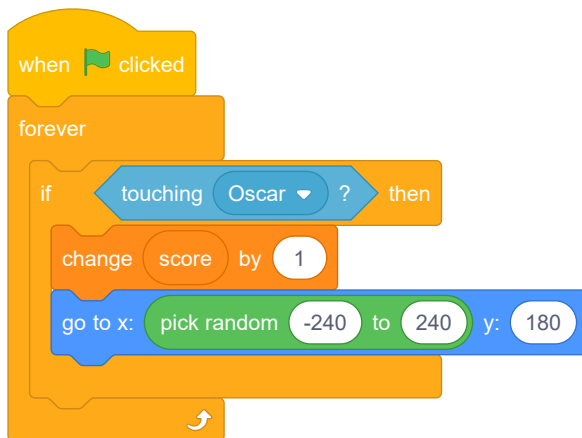 when clicked
forever
if touching Oscar ? then
change score by 1
go to x: pick random -240 to 240 y: 180